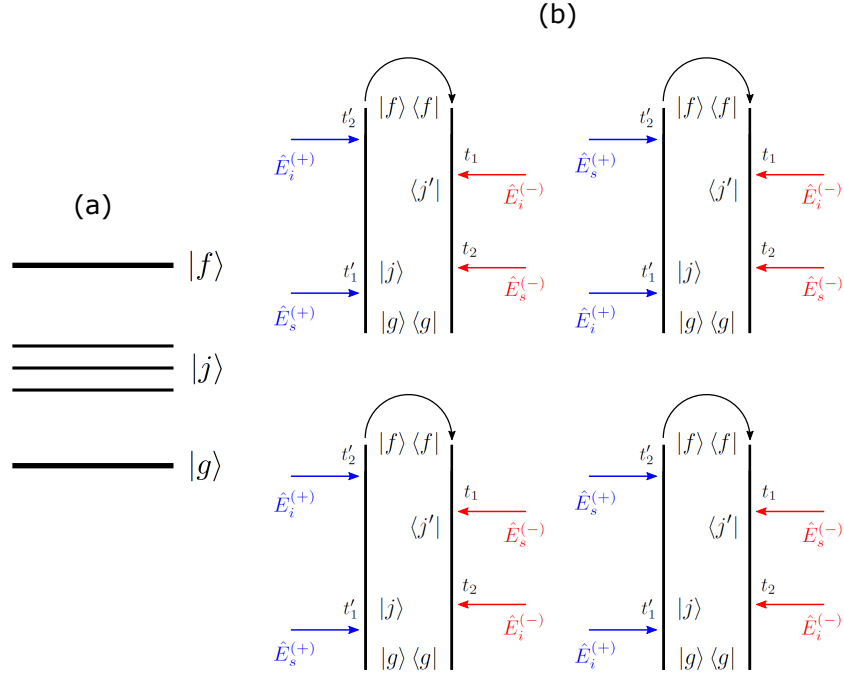 (b)
(a)
|f⟩
|j⟩
|g⟩
t′₂
|f⟩ ⟨f|
Ê_i^(+)
t₁
⟨j′|
Ê_i^(−)
t₂
t′₁
|j⟩
Ê_s^(−)
Ê_s^(+)
|g⟩ ⟨g|
t′₂
|f⟩ ⟨f|
Ê_s^(+)
t₁
⟨j′|
Ê_i^(−)
t₂
t′₁
|j⟩
Ê_s^(−)
Ê_i^(+)
|g⟩ ⟨g|
t′₂
|f⟩ ⟨f|
Ê_i^(+)
t₁
⟨j′|
Ê_s^(−)
t₂
t′₁
|j⟩
Ê_i^(−)
Ê_s^(+)
|g⟩ ⟨g|
t′₂
|f⟩ ⟨f|
Ê_s^(+)
t₁
⟨j′|
Ê_s^(−)
t₂
t′₁
|j⟩
Ê_i^(−)
Ê_i^(+)
|g⟩ ⟨g|